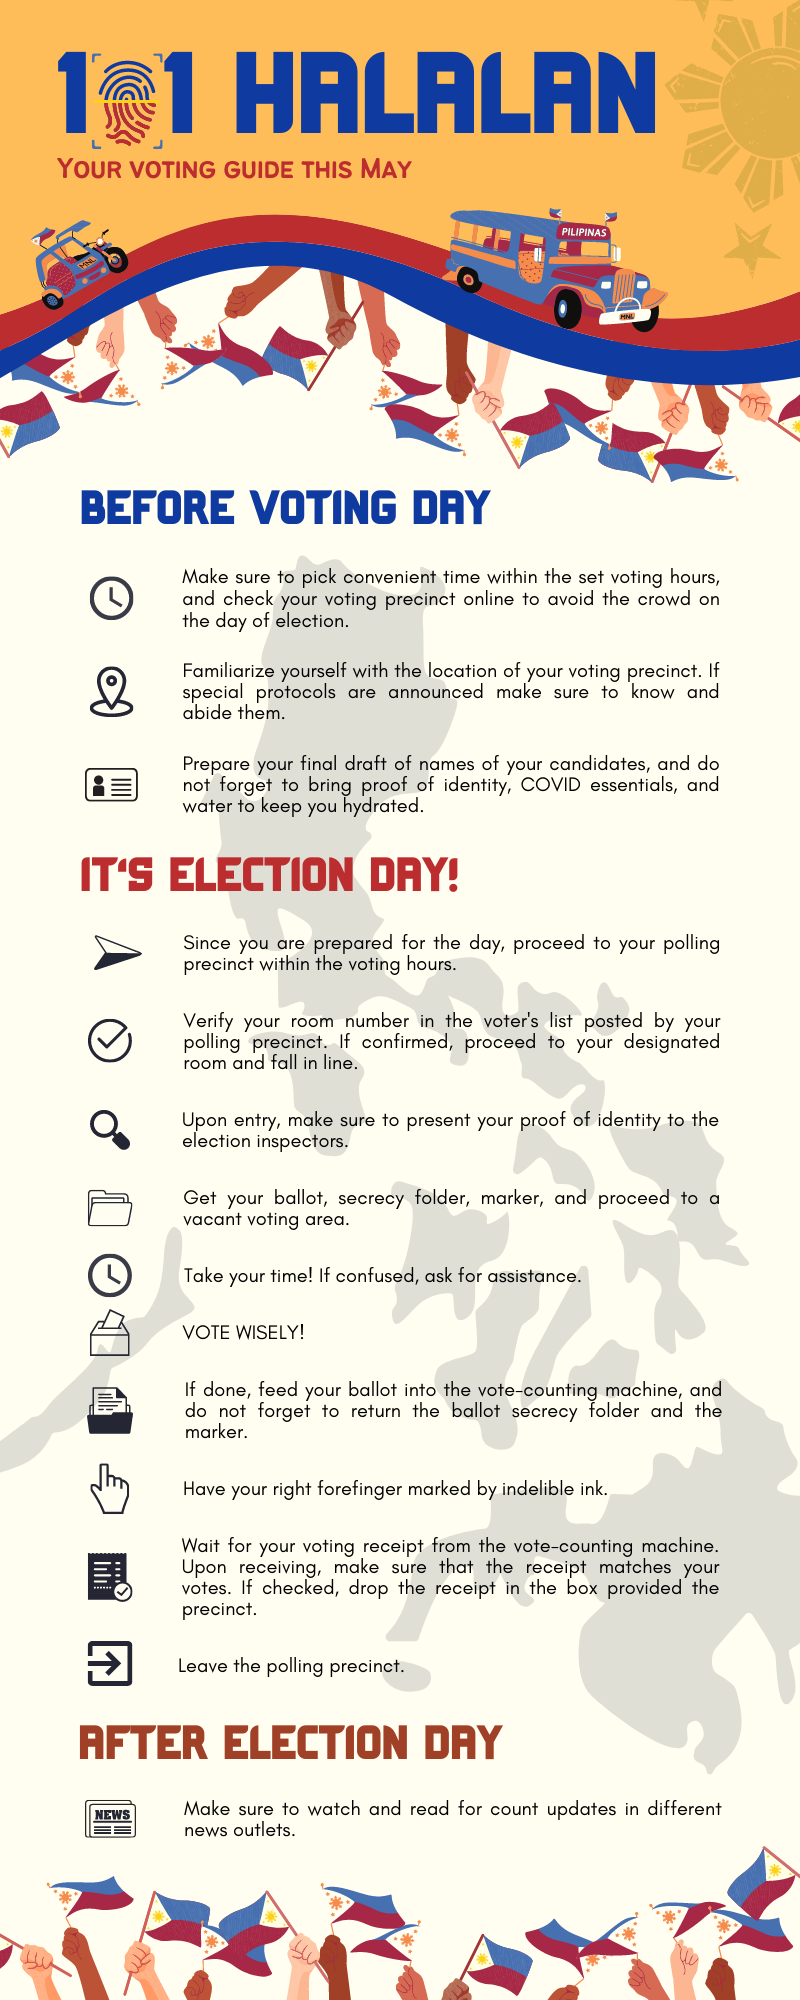 101 HALALAN
YOUR VOTING GUIDE THIS MAY
PILIPINAS
MNL
MNL
BEFORE VOTING DAY
Make sure to pick convenient time within the set voting hours,
and check your voting precinct online to avoid the crowd on
the day of election.
Familiarize yourself with the location of your voting precinct. If
special protocols are announced make sure to know and
abide them.
Prepare your final draft of names of your candidates, and do
not forget to bring proof of identity, COVID essentials, and
water to keep you hydrated.
IT'S ELECTION DAY!
Since you are prepared for the day, proceed to your polling
precinct within the voting hours.
Verify your room number in the voter's list posted by your
polling precinct. If confirmed, proceed to your designated
room and fall in line.
Upon entry, make sure to present your proof of identity to the
election inspectors.
Get your ballot, secrecy folder, marker, and proceed to a
vacant voting area.
Take your time! If confused, ask for assistance.
VOTE WISELY!
If done, feed your ballot into the vote-counting machine, and
do not forget to return the ballot secrecy folder and the
marker.
Have your right forefinger marked by indelible ink.
Wait for your voting receipt from the vote-counting machine.
Upon receiving, make sure that the receipt matches your
votes. If checked, drop the receipt in the box provided the
precinct.
Leave the polling precinct.
AFTER ELECTION DAY
NEWS
Make sure to watch and read for count updates in different
news outlets.